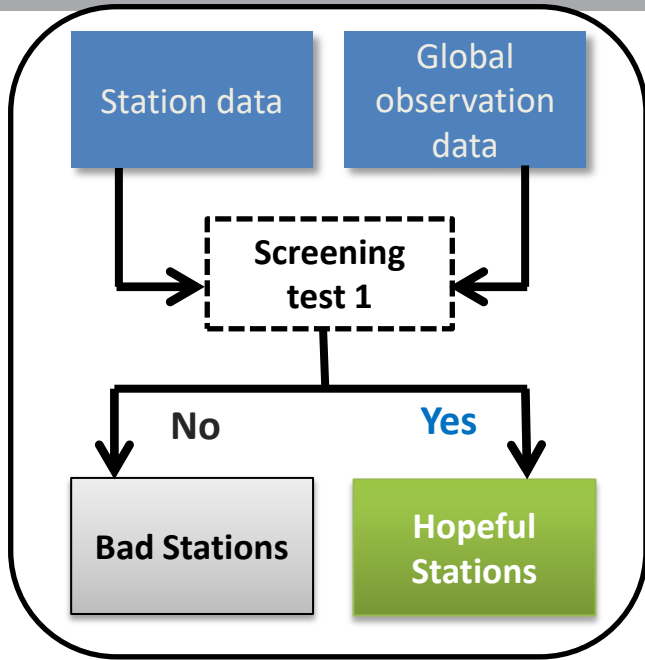 Station data
Global
observation
data
Screening
test 1
No
Yes
Bad Stations
Hopeful
Stations